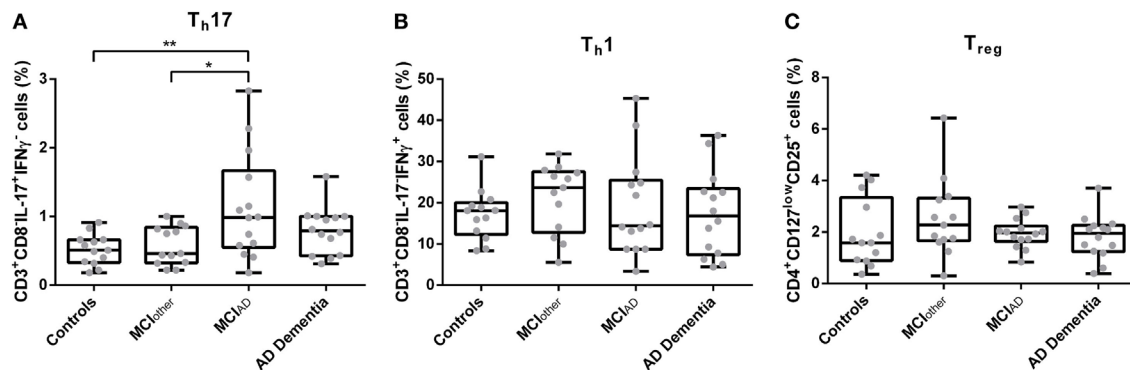 A
Th17
CD3+CD8-IL-17+IFNγ- cells (%)
3
2
1
0
**
*
Controls
MCIother
MCIAD
AD Dementia
B
Th1
CD3+CD8-IL-17-IFNγ+ cells (%)
50
40
30
20
10
0
Controls
MCIother
MCIAD
AD Dementia
C
Treg
CD4+CD127lowCD25+ cells (%)
8
6
4
2
0
Controls
MCIother
MCIAD
AD Dementia